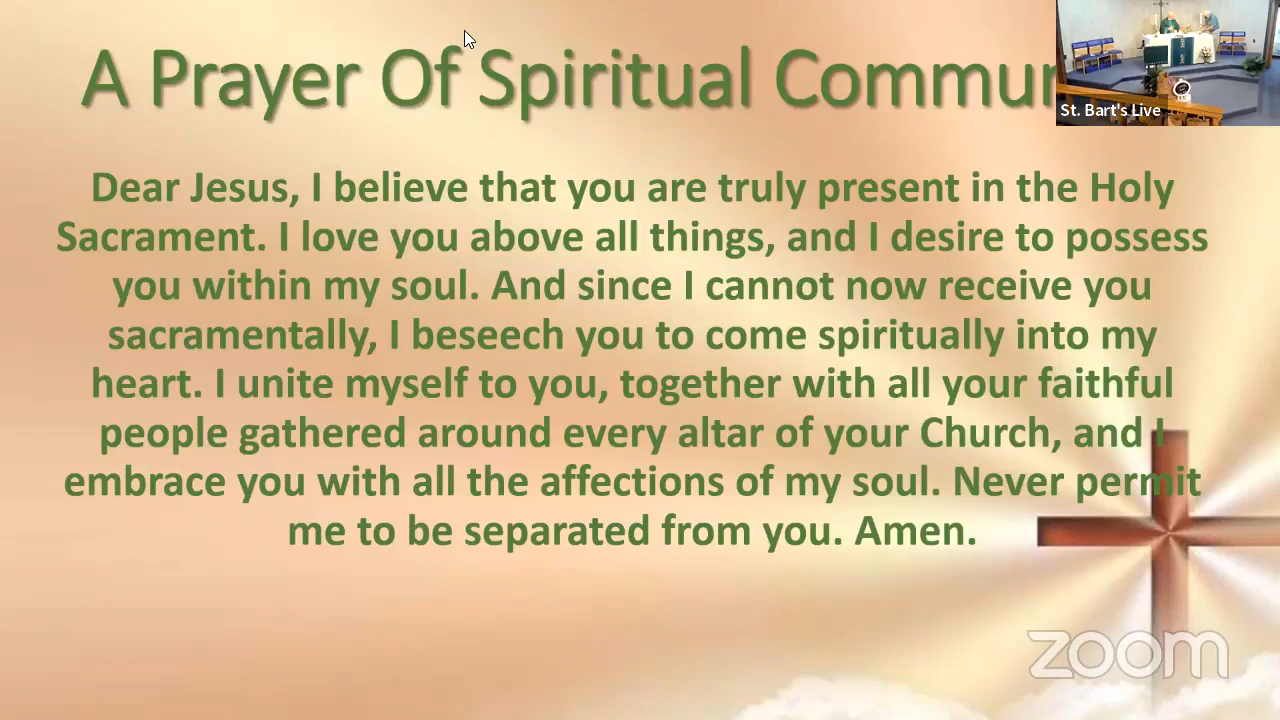 A Prayer Of Spiritual Commun
St. Bart's Live
Dear Jesus, I believe that you are truly present in the Holy
Sacrament. I love you above all things, and I desire to possess
you within my soul. And since I cannot now receive you
sacramentally, I beseech you to come spiritually into my
heart. I unite myself to you, together with all your faithful
people gathered around every altar of your Church, and I
embrace you with all the affections of my soul. Never permit
me to be separated from you. Amen.
zoom